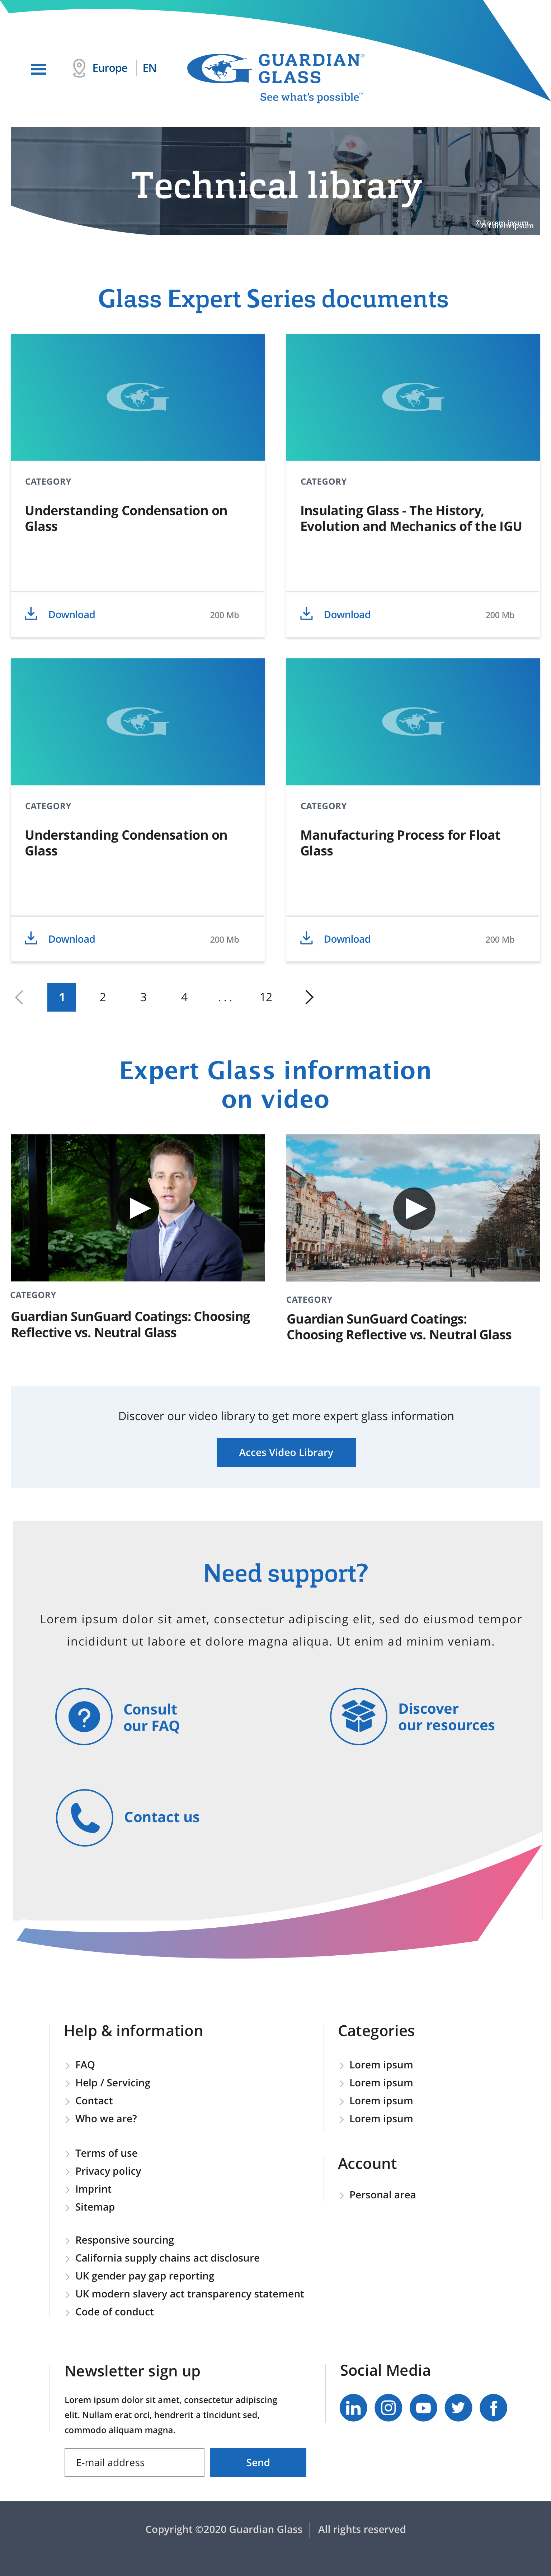 Europe
EN
GUARDIAN®
GLASS
See what's possible™
Technical library
© Lorem ipsum
© Lorem ipsum
Glass Expert Series documents
CATEGORY
Understanding Condensation on
Glass
Download
200 Mb
CATEGORY
Insulating Glass - The History,
Evolution and Mechanics of the IGU
Download
200 Mb
CATEGORY
Understanding Condensation on
Glass
Download
200 Mb
CATEGORY
Manufacturing Process for Float
Glass
Download
200 Mb
1 2 3 4 ... 12
Expert Glass information
on video
CATEGORY
Guardian SunGuard Coatings: Choosing
Reflective vs. Neutral Glass
CATEGORY
Guardian SunGuard Coatings:
Choosing Reflective vs. Neutral Glass
Discover our video library to get more expert glass information
Acces Video Library
Need support?
Lorem ipsum dolor sit amet, consectetur adipiscing elit, sed do eiusmod tempor
incididunt ut labore et dolore magna aliqua. Ut enim ad minim veniam.
Consult
our FAQ
Discover
our resources
Contact us
Help & information
FAQ
Help / Servicing
Contact
Who we are?
Terms of use
Privacy policy
Imprint
Sitemap
Responsive sourcing
California supply chains act disclosure
UK gender pay gap reporting
UK modern slavery act transparency statement
Code of conduct
Categories
Lorem ipsum
Lorem ipsum
Lorem ipsum
Lorem ipsum
Account
Personal area
Newsletter sign up
Lorem ipsum dolor sit amet, consectetur adipiscing
elit. Nullam erat orci, hendrerit a tincidunt sed,
commodo aliquam magna.
E-mail address
Send
Social Media
Copyright ©2020 Guardian Glass
All rights reserved